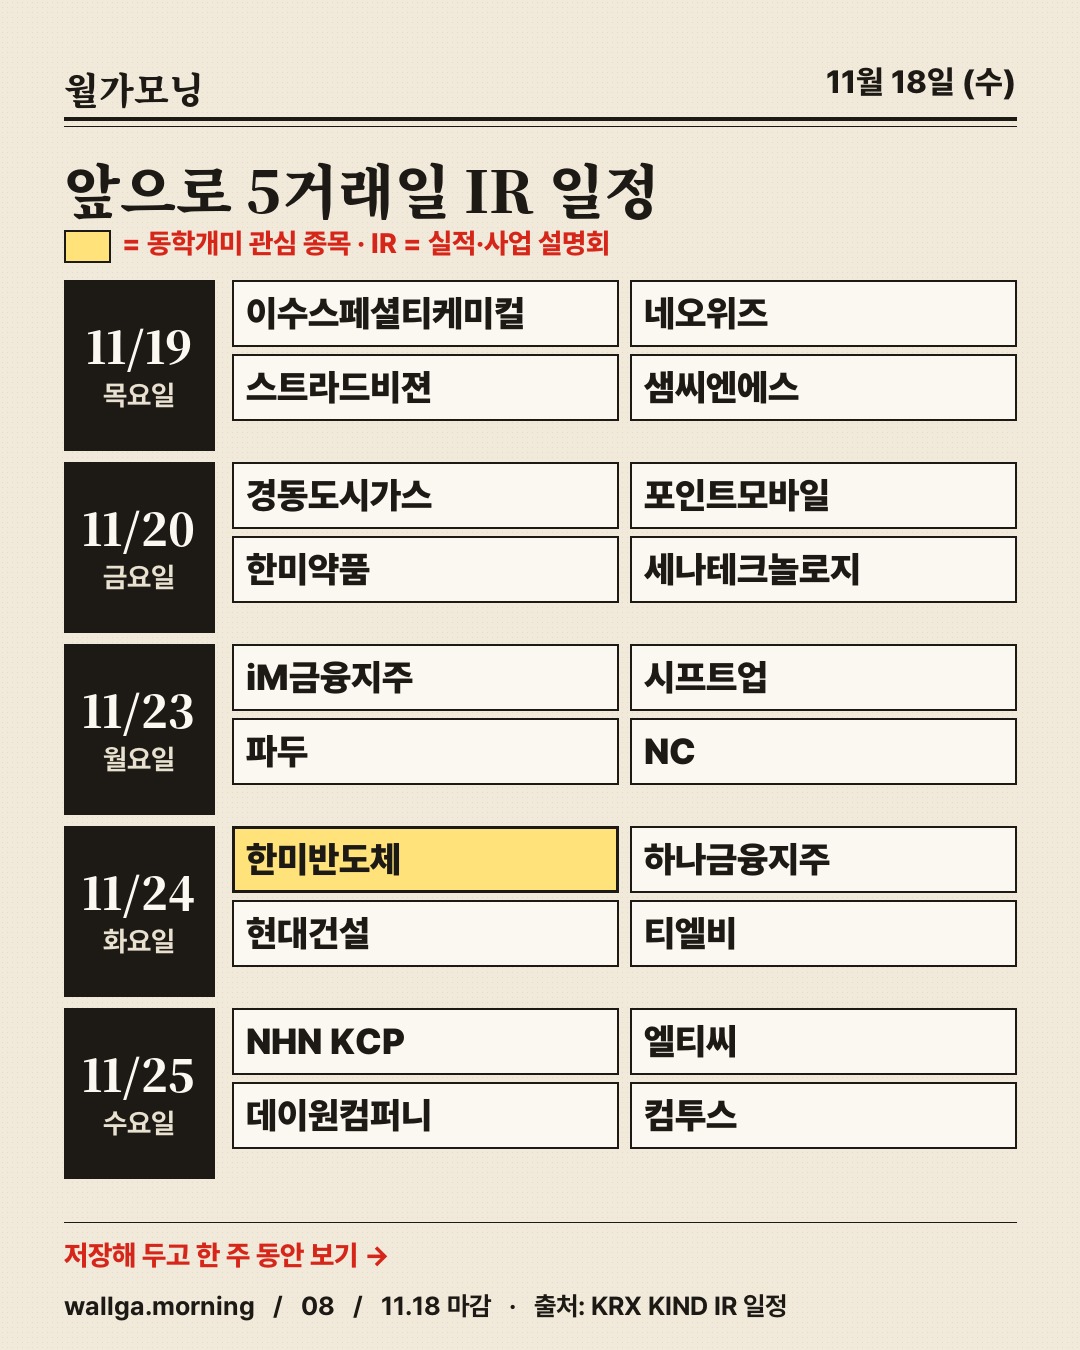 월가모닝
11월 18일 (수)
앞으로 5거래일 IR 일정
= 동학개미 관심 종목 · IR = 실적·사업 설명회
11/19
목요일
이수스페셜티케미컬
네오위즈
스트라드비젼
샘씨엔에스
11/20
금요일
경동도시가스
포인트모바일
한미약품
세나테크놀로지
11/23
월요일
iM금융지주
시프트업
파두
NC
11/24
화요일
한미반도체
하나금융지주
현대건설
티엘비
11/25
수요일
NHN KCP
엘티씨
데이원컴퍼니
컴투스
저장해 두고 한 주 동안 보기 →
wallga.morning / 08 / 11.18 마감 · 출처: KRX KIND IR 일정